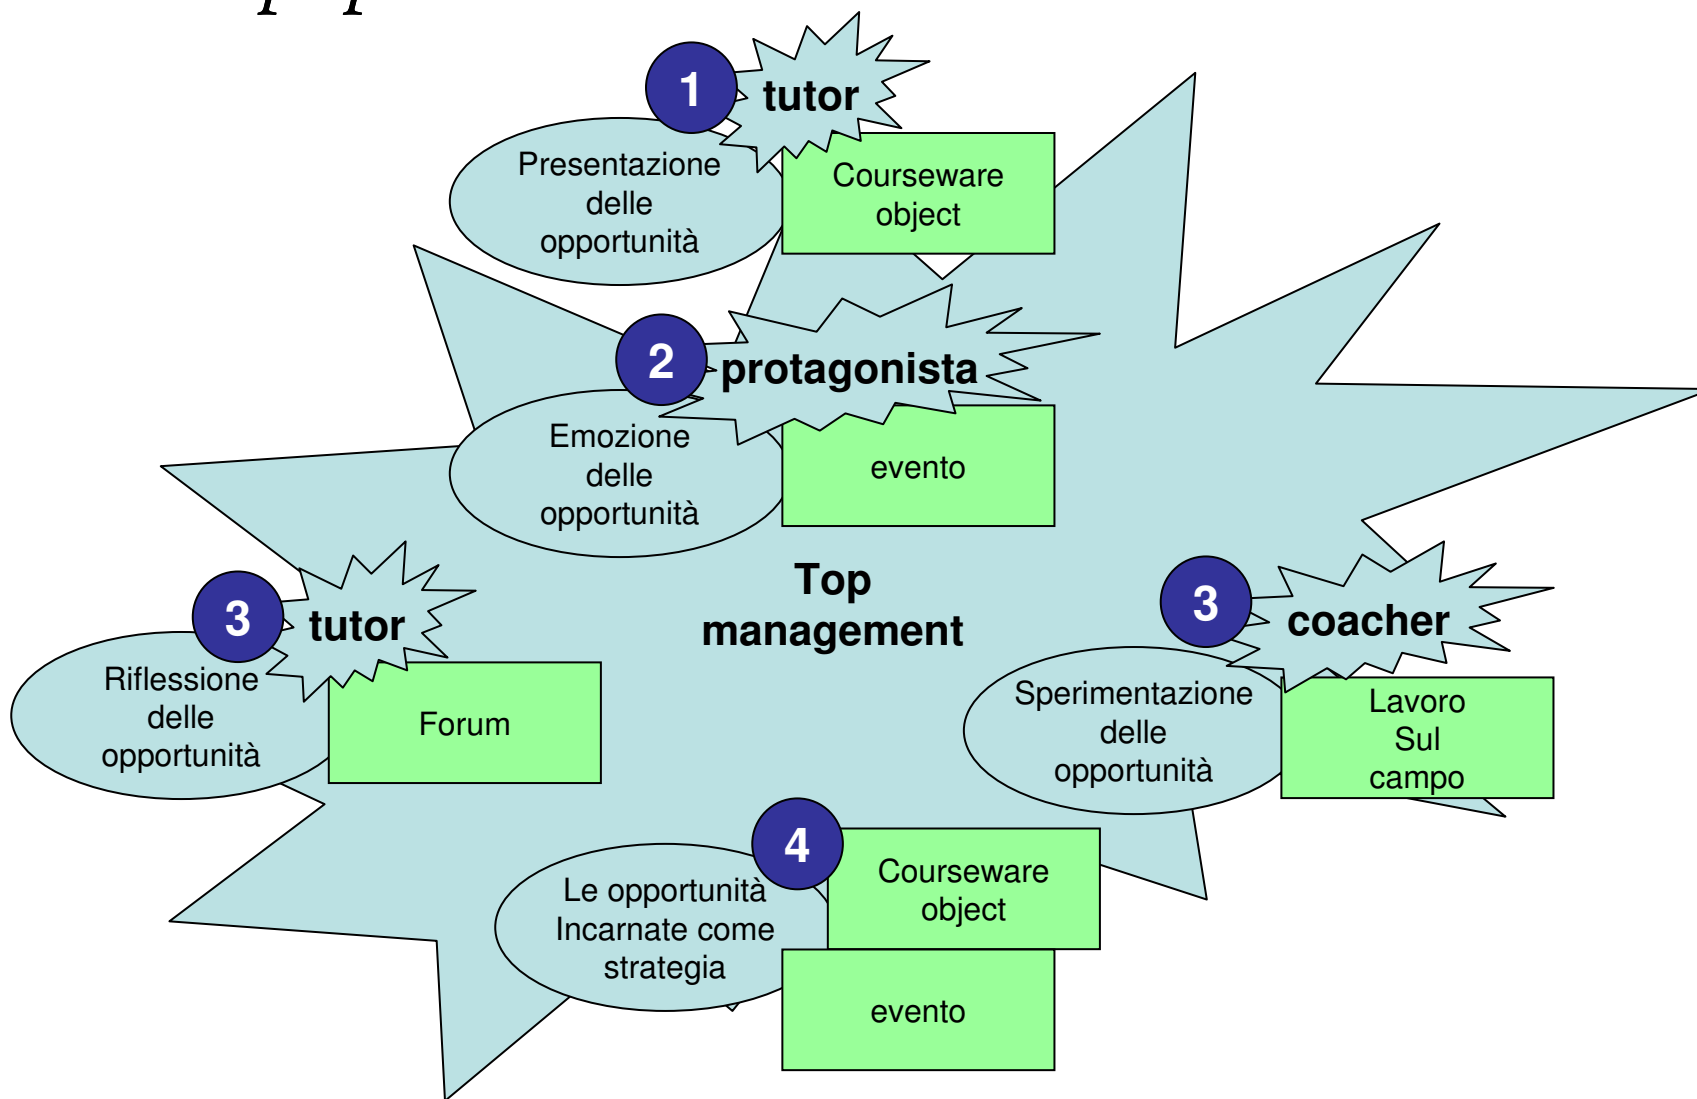 1
tutor
Presentazione
delle
opportunità
Courseware
object
2
protagonista
Emozione
delle
opportunità
evento
Top
management
3
tutor
Riflessione
delle
opportunità
Forum
3
coacher
Sperimentazione
delle
opportunità
Lavoro
Sul
campo
4
Le opportunità
Incarnate come
strategia
Courseware
object
evento